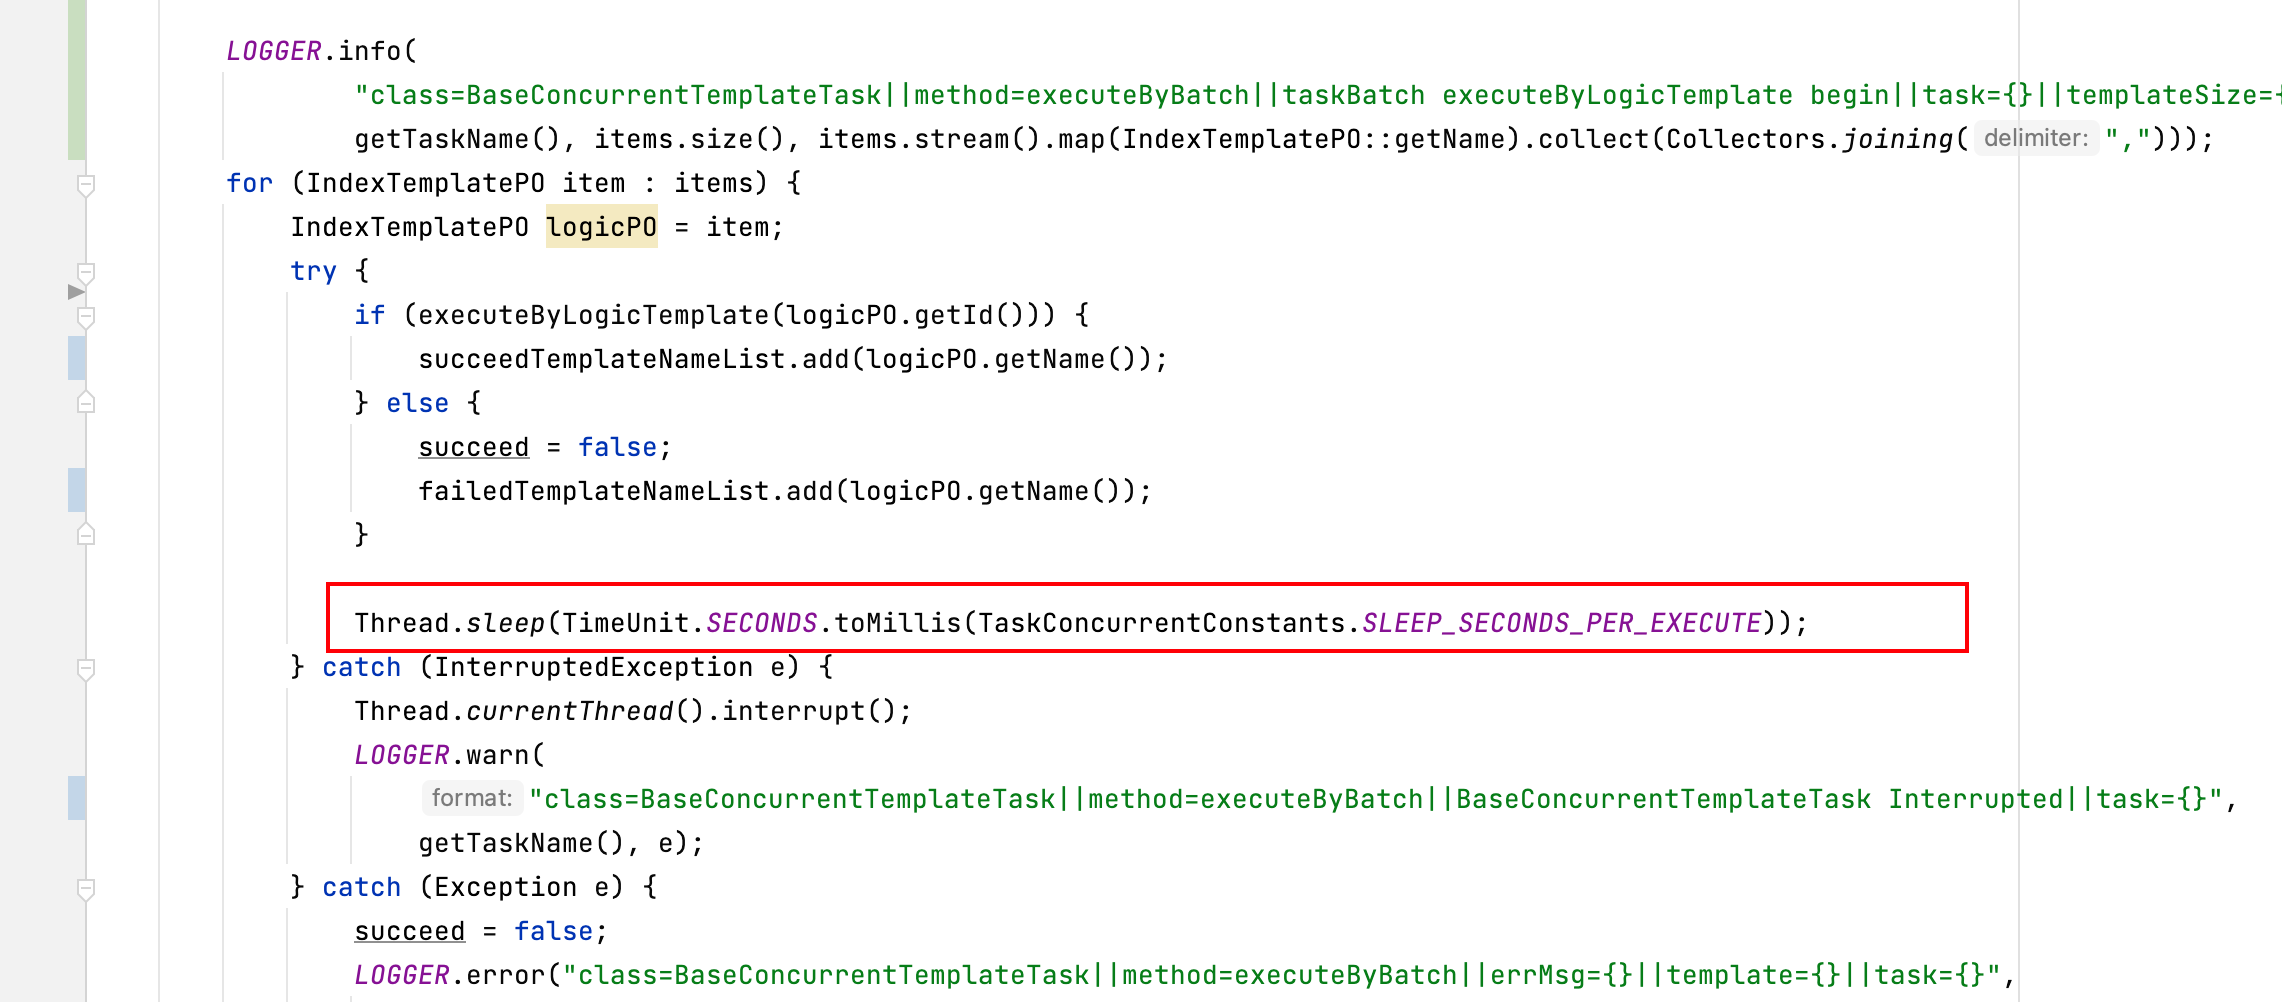 LOGGER.info(
"class=BaseConcurrentTemplateTask||method=executeByBatch||taskBatch executeByLogicTemplate begin||task={}||templateSize={
getTaskName(), items.size(), items.stream().map(IndexTemplatePO::getName).collect(Collectors.joining( delimiter: ",")));
for (IndexTemplatePO item : items) {
IndexTemplatePO logicPO = item;
try {
if (executeByLogicTemplate(logicPO.getId())) {
succeedTemplateNameList.add(logicPO.getName());
} else {
succeed = false;
failedTemplateNameList.add(logicPO.getName());
}
Thread.sleep(TimeUnit.SECONDS.toMillis(TaskConcurrentConstants.SLEEP_SECONDS_PER_EXECUTE));
} catch (InterruptedException e) {
Thread.currentThread().interrupt();
LOGGER.warn(
format: "class=BaseConcurrentTemplateTask||method=executeByBatch||BaseConcurrentTemplateTask Interrupted||task={}",
getTaskName(), e);
} catch (Exception e) {
succeed = false;
LOGGER.error("class=BaseConcurrentTemplateTask||method=executeByBatch||errMsg={}||template={}||task={}",